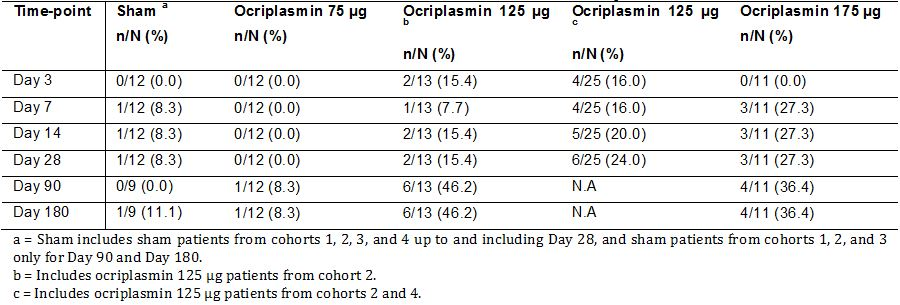 Time-point Sham a Ocriplasmin 75 µg Ocriplasmin 125 µg b Ocriplasmin 125 µg c Ocriplasmin 175 µg
n/N (%) n/N (%) n/N (%) n/N (%) n/N (%)
Day 3 0/12 (0.0) 0/12 (0.0) 2/13 (15.4) 4/25 (16.0) 0/11 (0.0)
Day 7 1/12 (8.3) 0/12 (0.0) 1/13 (7.7) 4/25 (16.0) 3/11 (27.3)
Day 14 1/12 (8.3) 0/12 (0.0) 2/13 (15.4) 5/25 (20.0) 3/11 (27.3)
Day 28 1/12 (8.3) 0/12 (0.0) 2/13 (15.4) 6/25 (24.0) 3/11 (27.3)
Day 90 0/9 (0.0) 1/12 (8.3) 6/13 (46.2) N.A 4/11 (36.4)
Day 180 1/9 (11.1) 1/12 (8.3) 6/13 (46.2) N.A 4/11 (36.4)
a = Sham includes sham patients from cohorts 1, 2, 3, and 4 up to and including Day 28, and sham patients from cohorts 1, 2, and 3
only for Day 90 and Day 180.
b = Includes ocriplasmin 125 µg patients from cohort 2.
c = Includes ocriplasmin 125 µg patients from cohorts 2 and 4.